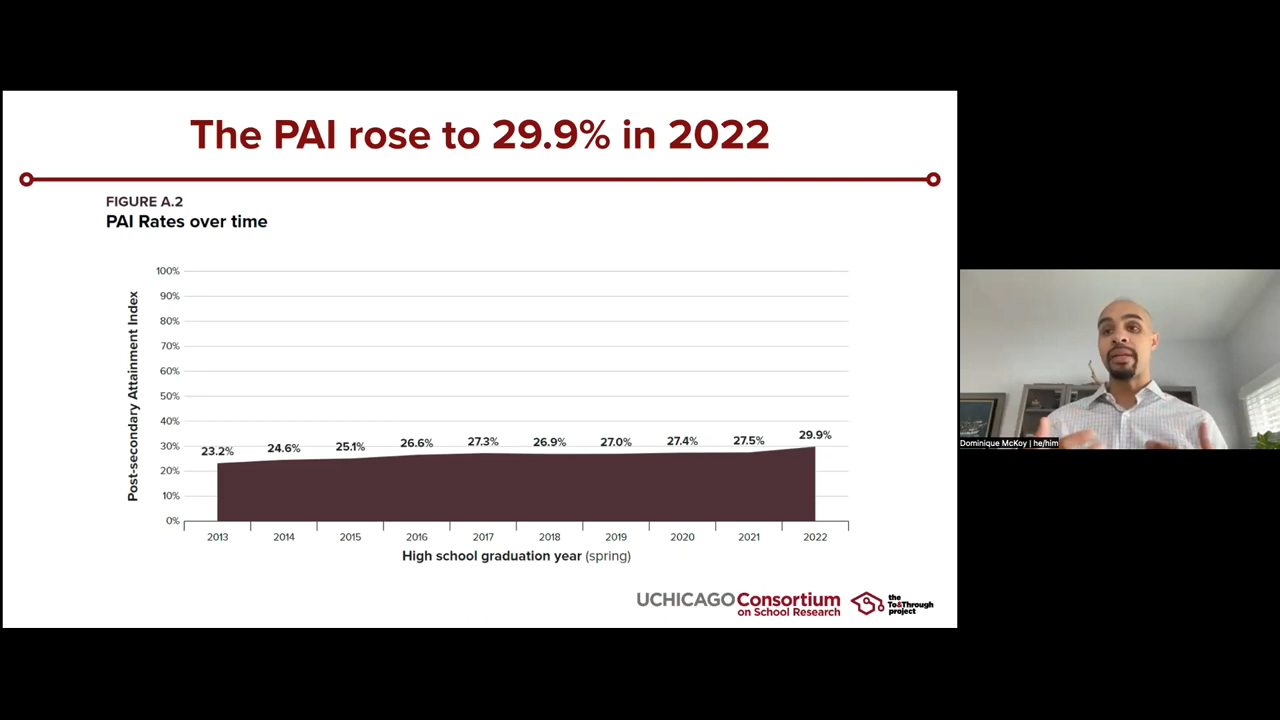 The PAI rose to 29.9% in 2022
FIGURE A.2
PAI Rates over time
Post-secondary Attainment Index
100%
90%
80%
70%
60%
50%
40%
30%
20%
10%
0%
23.2%
24.6%
25.1%
26.6%
27.3%
26.9%
27.0%
27.4%
27.5%
29.9%
2013
2014
2015
2016
2017
2018
2019
2020
2021
2022
High school graduation year (spring)
UCHICAGO Consortium
on School Research
the
To&Through
project
Dominique McKoy | he/him